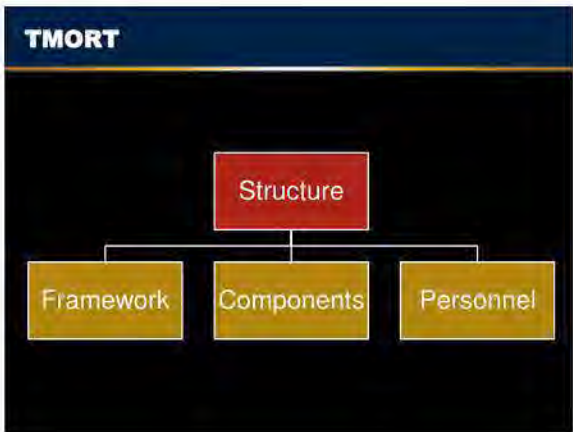 TMORT
Structure
Framework
Components
Personnel